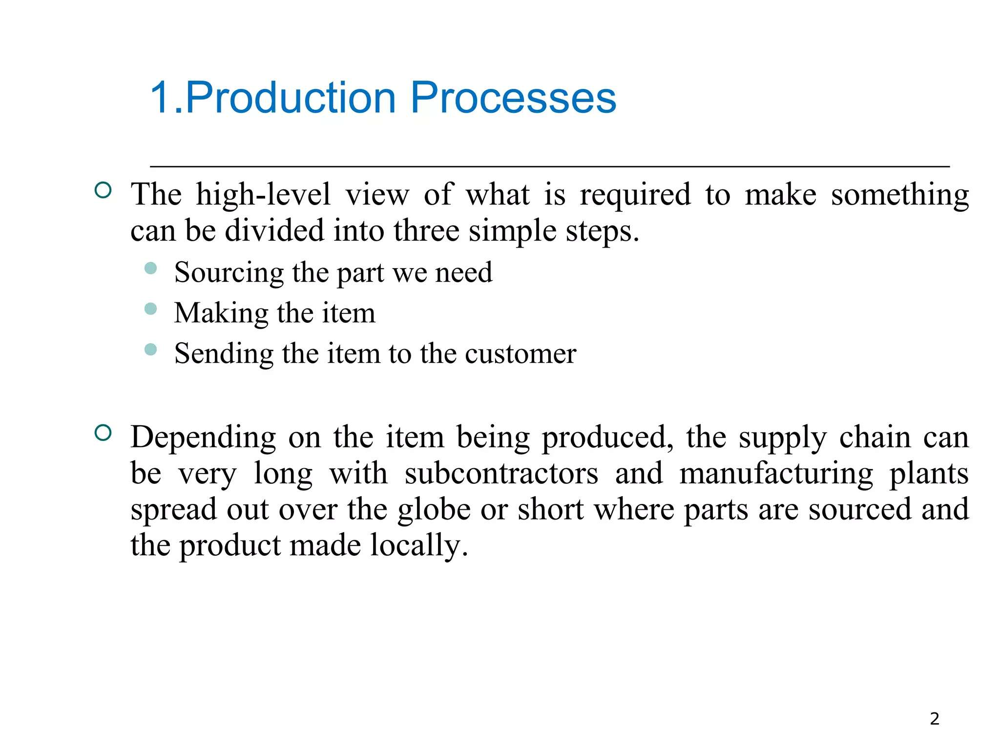 1.Production Processes
The high-level view of what is required to make something
can be divided into three simple steps.
Sourcing the part we need
Making the item
Sending the item to the customer
Depending on the item being produced, the supply chain can
be very long with subcontractors and manufacturing plants
spread out over the globe or short where parts are sourced and
the product made locally.
2